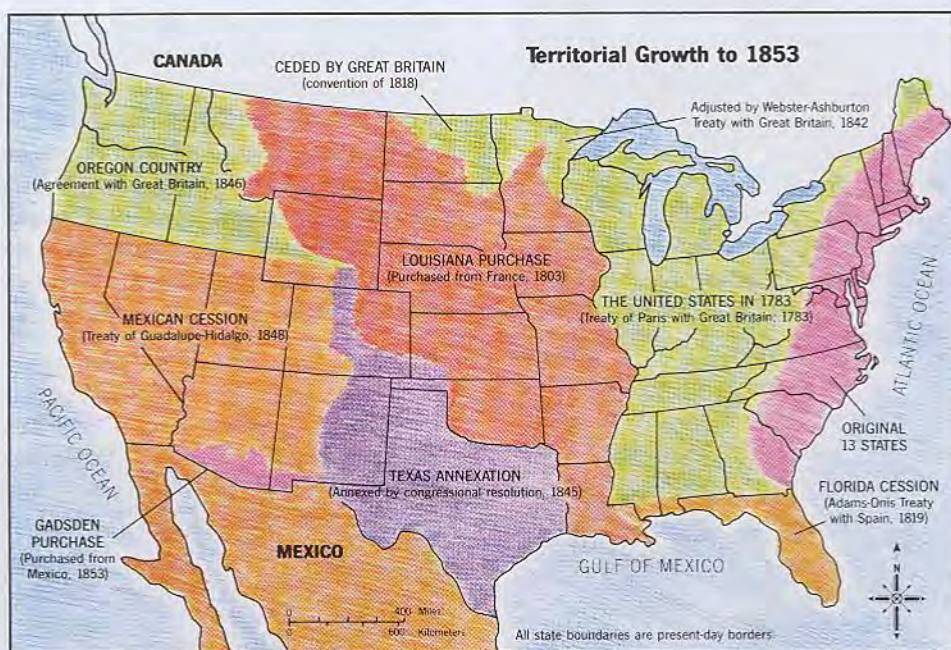 Territorial Growth to 1853
CANADA
CEDED BY GREAT BRITAIN
(convention of 1818)
Adjusted by Webster-Ashburton
Treaty with Great Britain, 1842
OREGON COUNTRY
(Agreement with Great Britain, 1846)
LOUISIANA PURCHASE
(Purchased from France, 1803)
THE UNITED STATES IN 1783
(Treaty of Paris with Great Britain, 1783)
MEXICAN CESSION
(Treaty of Guadalupe-Hidalgo, 1848)
ATLANTIC OCEAN
PACIFIC OCEAN
ORIGINAL
13 STATES
TEXAS ANNEXATION
(Annexed by congressional resolution, 1845)
FLORIDA CESSION
(Adams-Onis Treaty
with Spain, 1819)
GADSDEN
PURCHASE
(Purchased from
Mexico, 1853)
MEXICO
GULF OF MEXICO
N
0 400 Miles
0 600 Kilometers
All state boundaries are present-day borders.